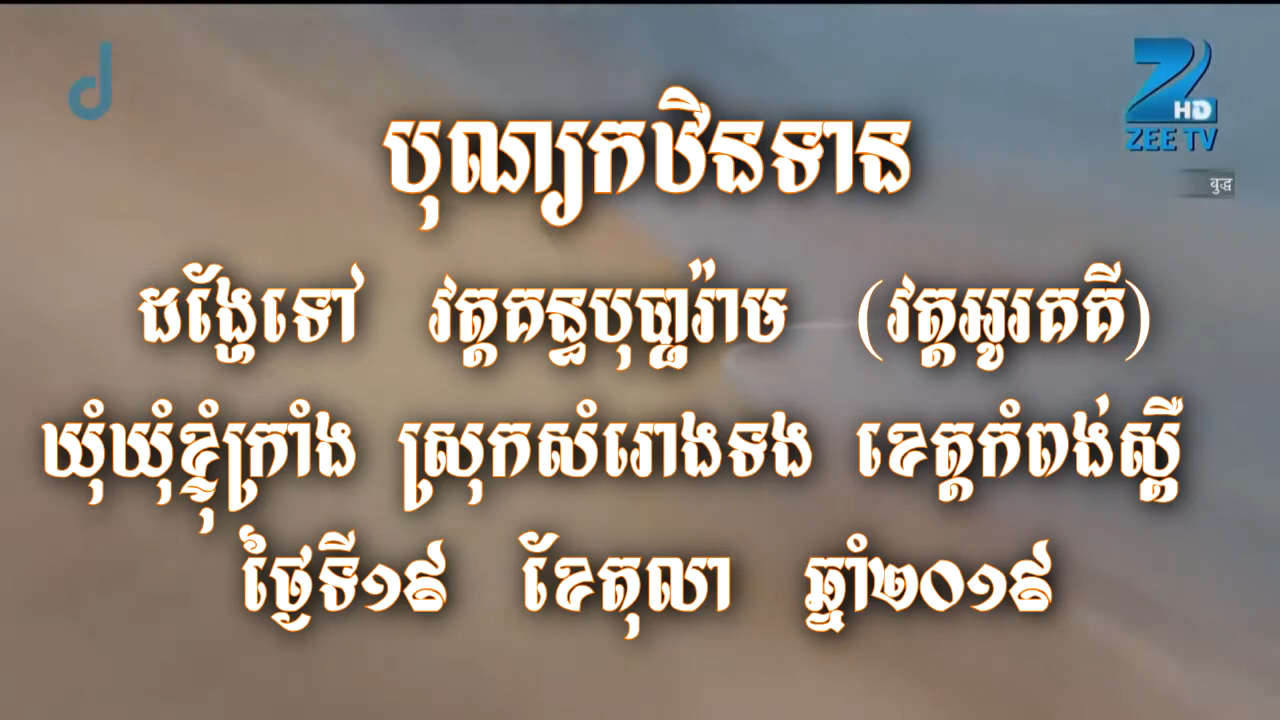 បុណ្យកឋិនទាន
ដង្ហែទៅ វត្តគន្ធបុប្ផារ៉ាម (វត្តអូរគគី)
ឃុំឃុំខ្ទុំក្រាំង ស្រុកសំរោងទង ខេត្តកំពង់ស្ពឺ
ថ្ងៃទី១៩ ខែតុលា ឆ្នាំ២០១៩
HD
ZEE TV
बुद्ध